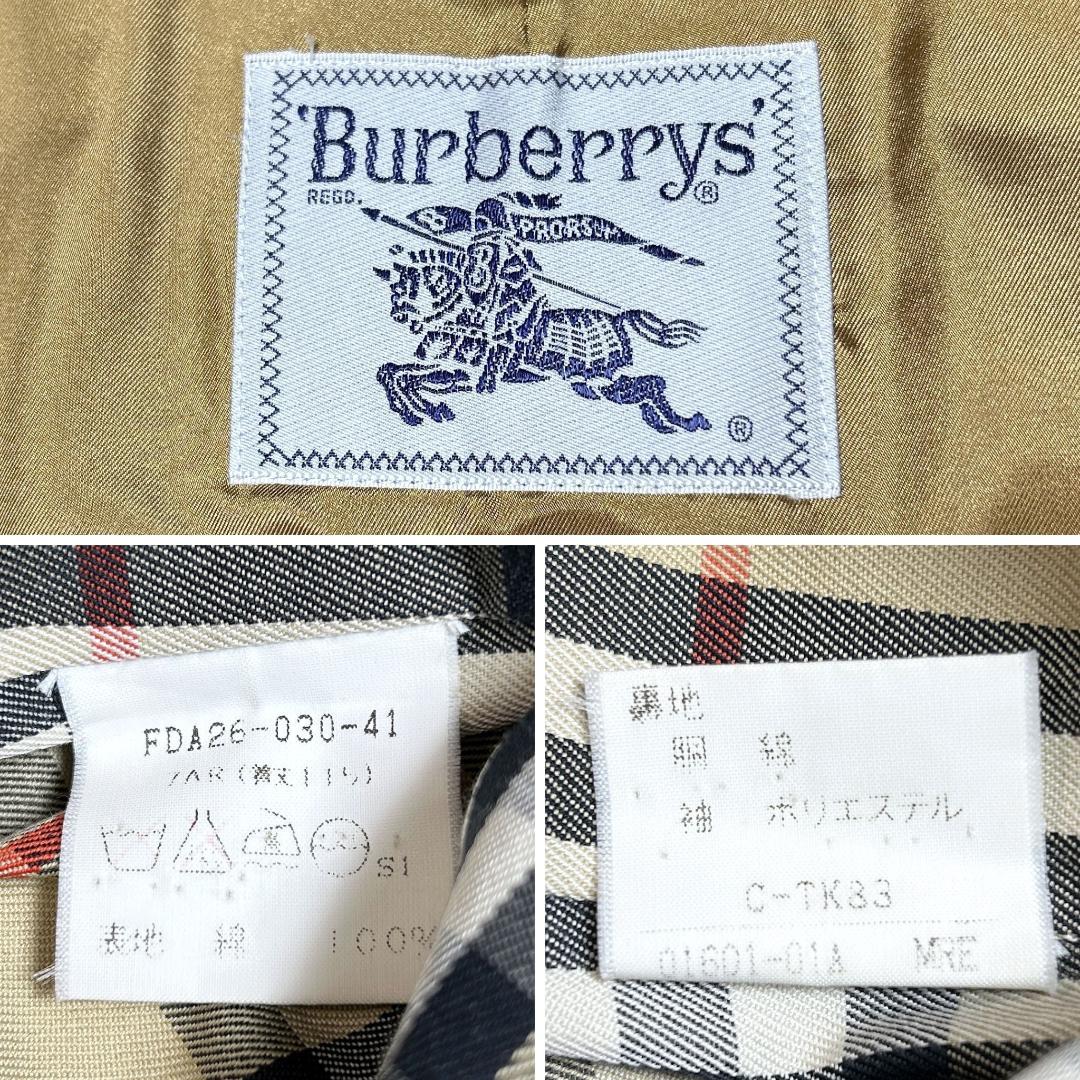 'Burberrys'®
REGD.
PRORSUM
®
FDA26-030-41
SI
表地 綿 100%
裏地
胴 綿
袖 ポリエステル
C-TK83
01601-01A MRE